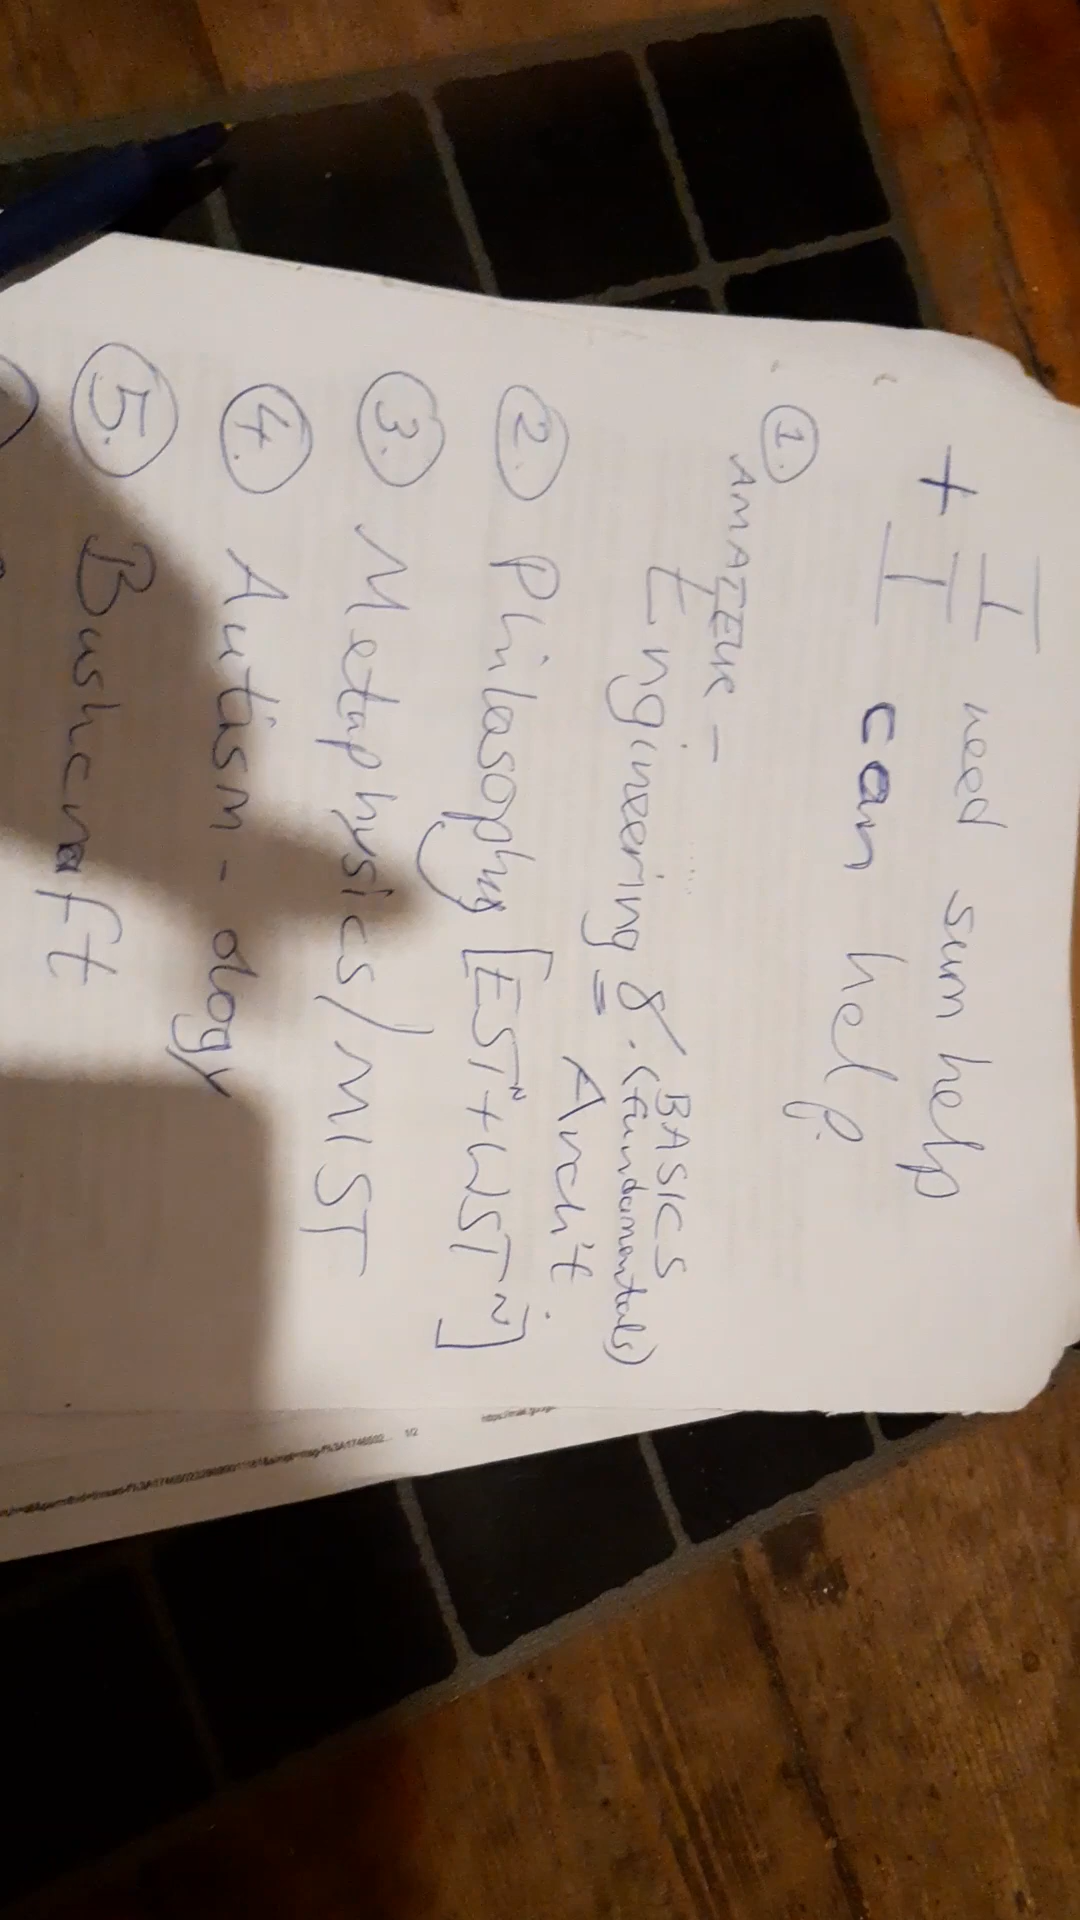 I need sum help
+ I can help.
1.
AMATEUR -
Engineering & . BASICS
(fundamentals)
Archit.
2. Philosophy [EST~ + WST~]
3. Metaphysics/MIST
4. Autism-ology
5. Bushcraft